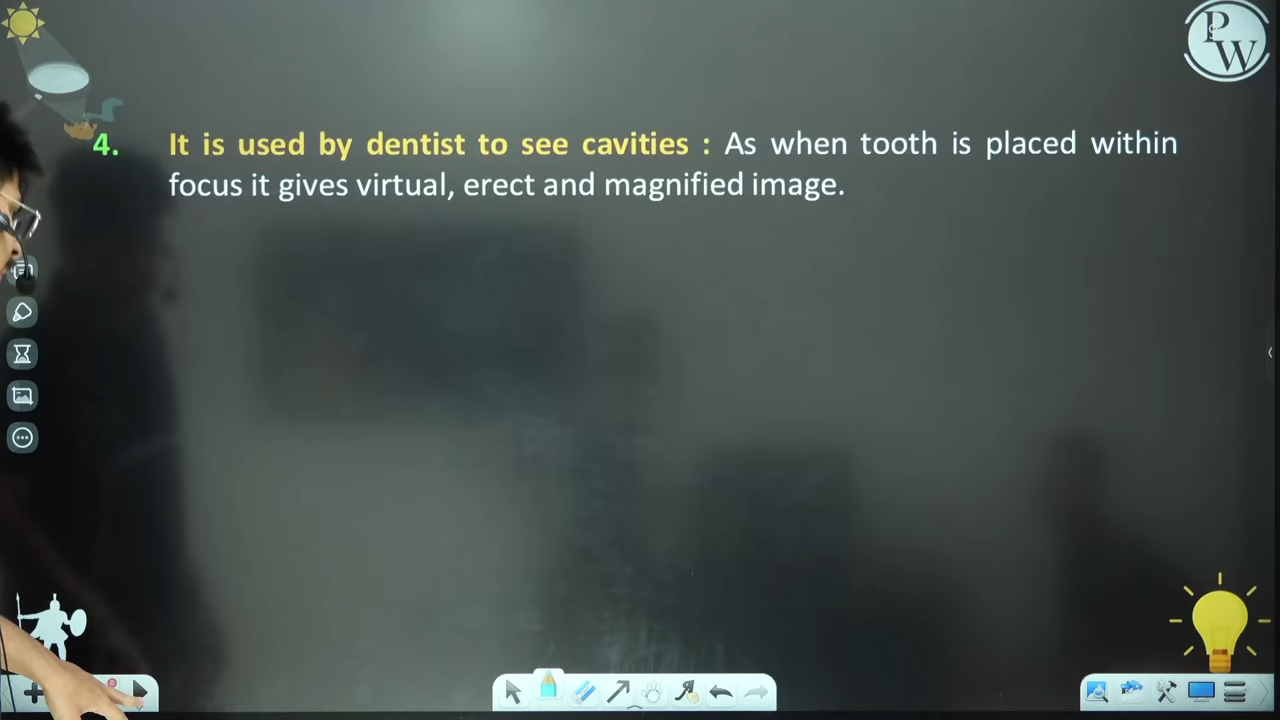 PW
4. It is used by dentist to see cavities : As when tooth is placed within
focus it gives virtual, erect and magnified image.